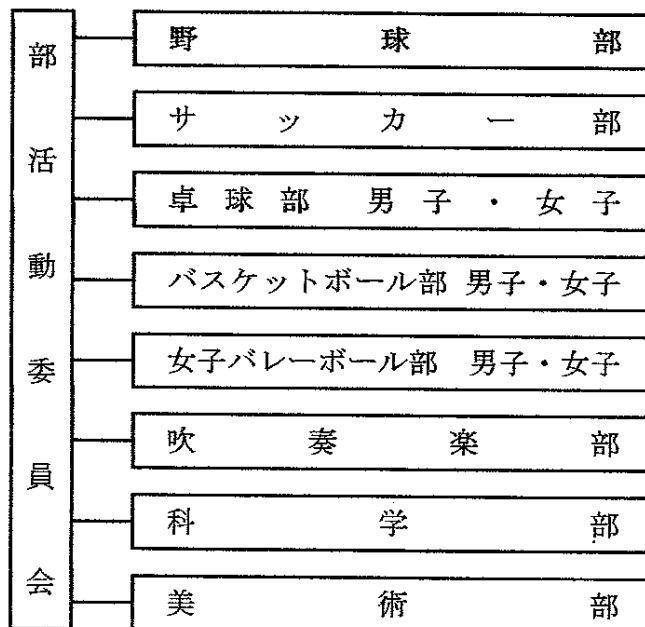 部活動委員会
野球部
サッカー部
卓球部 男子・女子
バスケットボール部 男子・女子
女子バレーボール部 男子・女子
吹奏楽部
科学部
美術部